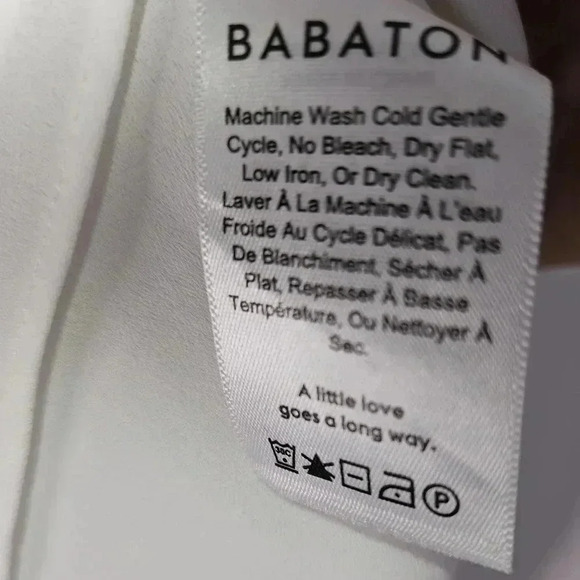 BABATON
Machine Wash Cold Gentle
Cycle, No Bleach, Dry Flat,
Low Iron, Or Dry Clean.
Laver À La Machine À L'eau
Froide Au Cycle Délicat, Pas
De Blanchiment, Sécher À
Plat, Repasser À Basse
Température, Ou Nettoyer À
Sec.
A little love
goes a long way.
30C P